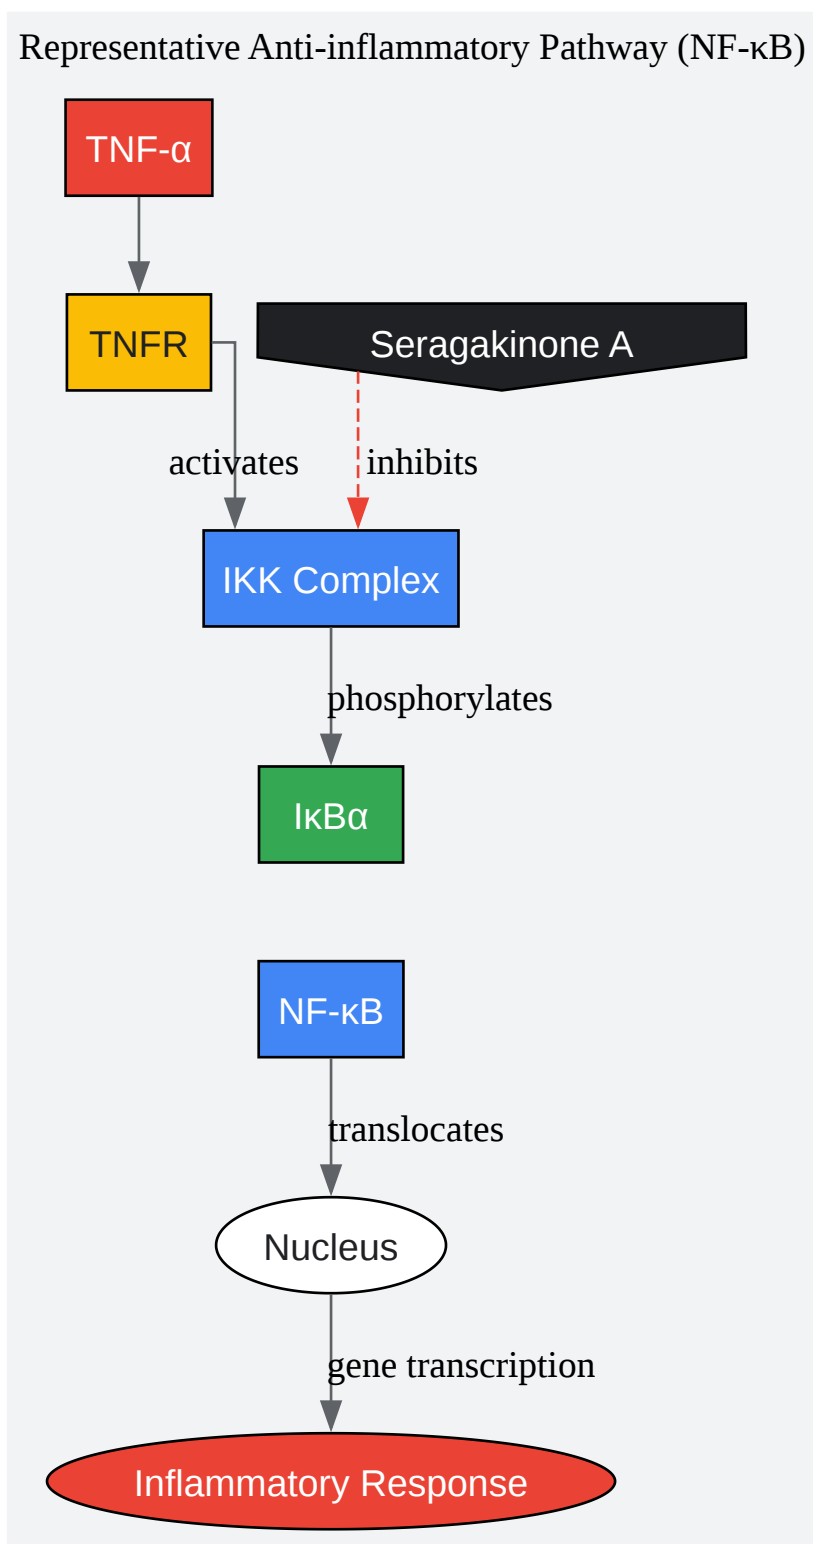 Representative Anti-inflammatory Pathway (NF-κB)
TNF-α
TNFR
Seragakinone A
activates
inhibits
IKK Complex
phosphorylates
IκBα
NF-κB
translocates
Nucleus
gene transcription
Inflammatory Response